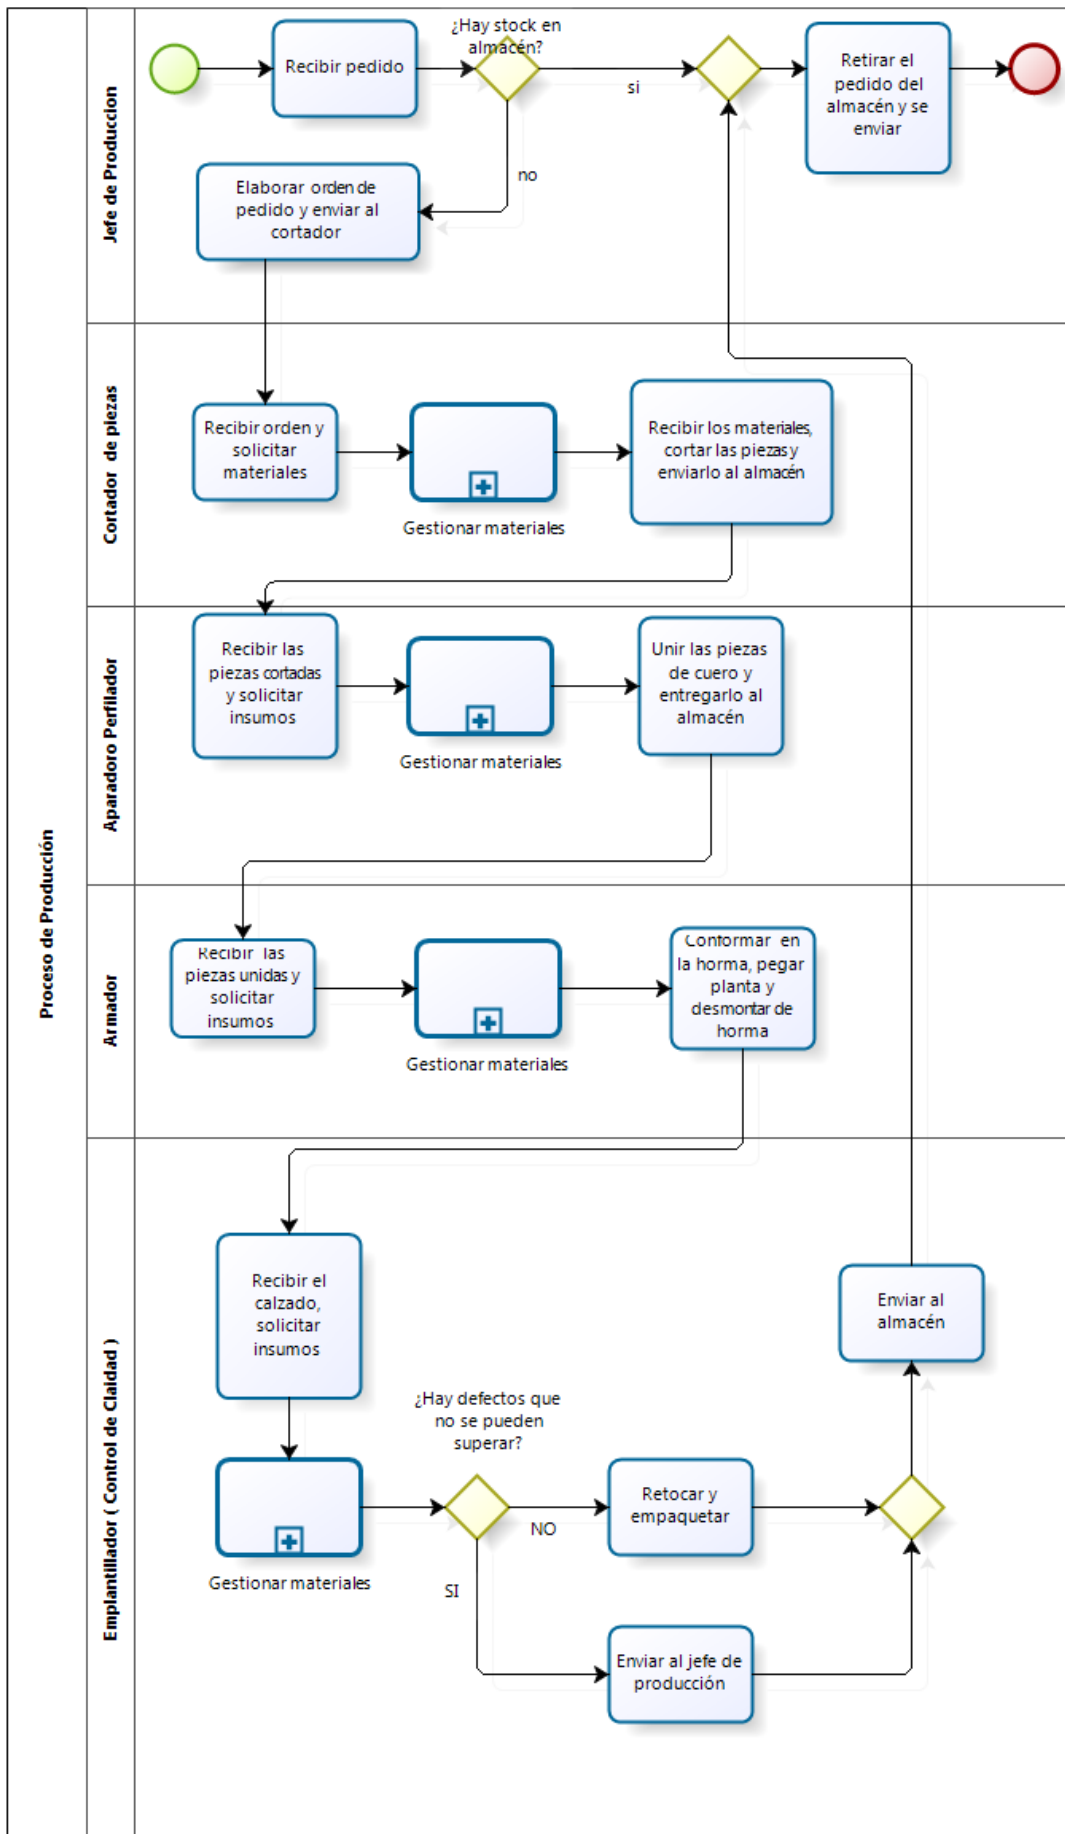 Proceso de Producción
Jefe de Produccion
¿Hay stock en
almacén?
Recibir pedido
si
Retirar el
pedido del
almacén y se
enviar
no
Elaborar orden de
pedido y enviar al
cortador
Cortador de piezas
Recibir orden y
solicitar
materiales
Gestionar materiales
Recibir los materiales,
cortar las piezas y
enviarlo al almacén
Aparadoro Perfilador
Recibir las
piezas cortadas
y solicitar
insumos
Gestionar materiales
Unir las piezas
de cuero y
entregarlo al
almacén
Armador
Recibir las
piezas unidas y
solicitar
insumos
Gestionar materiales
Conformar en
la horma, pegar
planta y
desmontar de
horma
Emplantillador ( Control de Claidad )
Recibir el
calzado,
solicitar
insumos
Enviar al
almacén
¿Hay defectos que
no se pueden
superar?
Gestionar materiales
NO
Retocar y
empaquetar
SI
Enviar al jefe de
producción